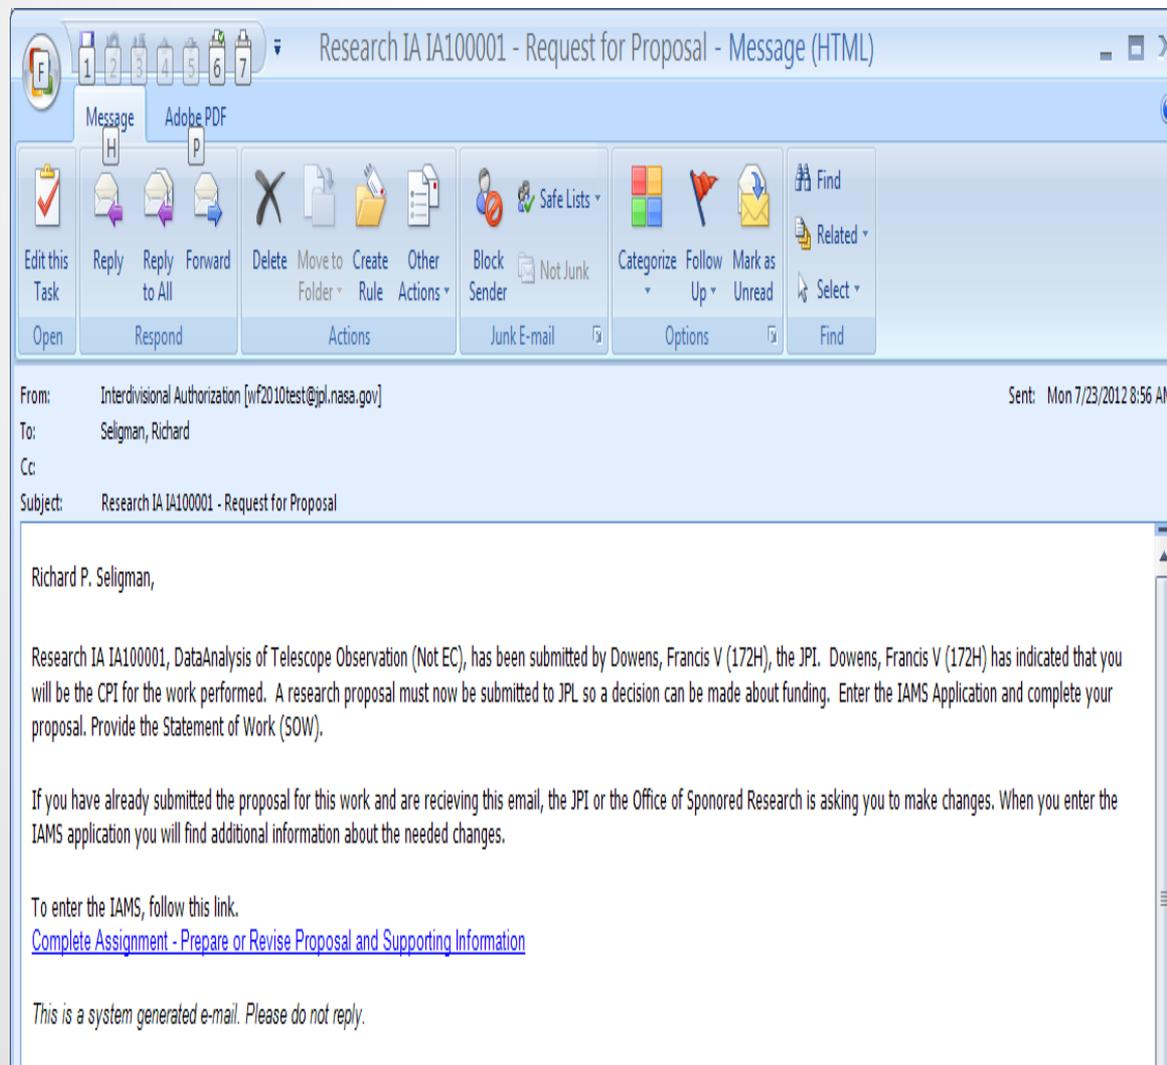 Research IA IA100001 - Request for Proposal - Message (HTML)
F 1 2 3 4 5 6 7
Message Adobe PDF
H P
Edit this Task
Reply
Reply to All
Forward
Delete
Move to Folder
Create Rule
Other Actions
Block Sender
Safe Lists
Not Junk
Categorize
Follow Up
Mark as Unread
Find
Related
Select
Open Respond Actions Junk E-mail Options Find
From: Interdivisional Authorization [wf2010test@jpl.nasa.gov] Sent: Mon 7/23/2012 8:56 AM
To: Seligman, Richard
Cc:
Subject: Research IA IA100001 - Request for Proposal
Richard P. Seligman,
Research IA IA100001, DataAnalysis of Telescope Observation (Not EC), has been submitted by Dowens, Francis V (172H), the JPI. Dowens, Francis V (172H) has indicated that you
will be the CPI for the work performed. A research proposal must now be submitted to JPL so a decision can be made about funding. Enter the IAMS Application and complete your
proposal. Provide the Statement of Work (SOW).
If you have already submitted the proposal for this work and are recieving this email, the JPI or the Office of Sponored Research is asking you to make changes. When you enter the
IAMS application you will find additional information about the needed changes.
To enter the IAMS, follow this link.
Complete Assignment - Prepare or Revise Proposal and Supporting Information
This is a system generated e-mail. Please do not reply.